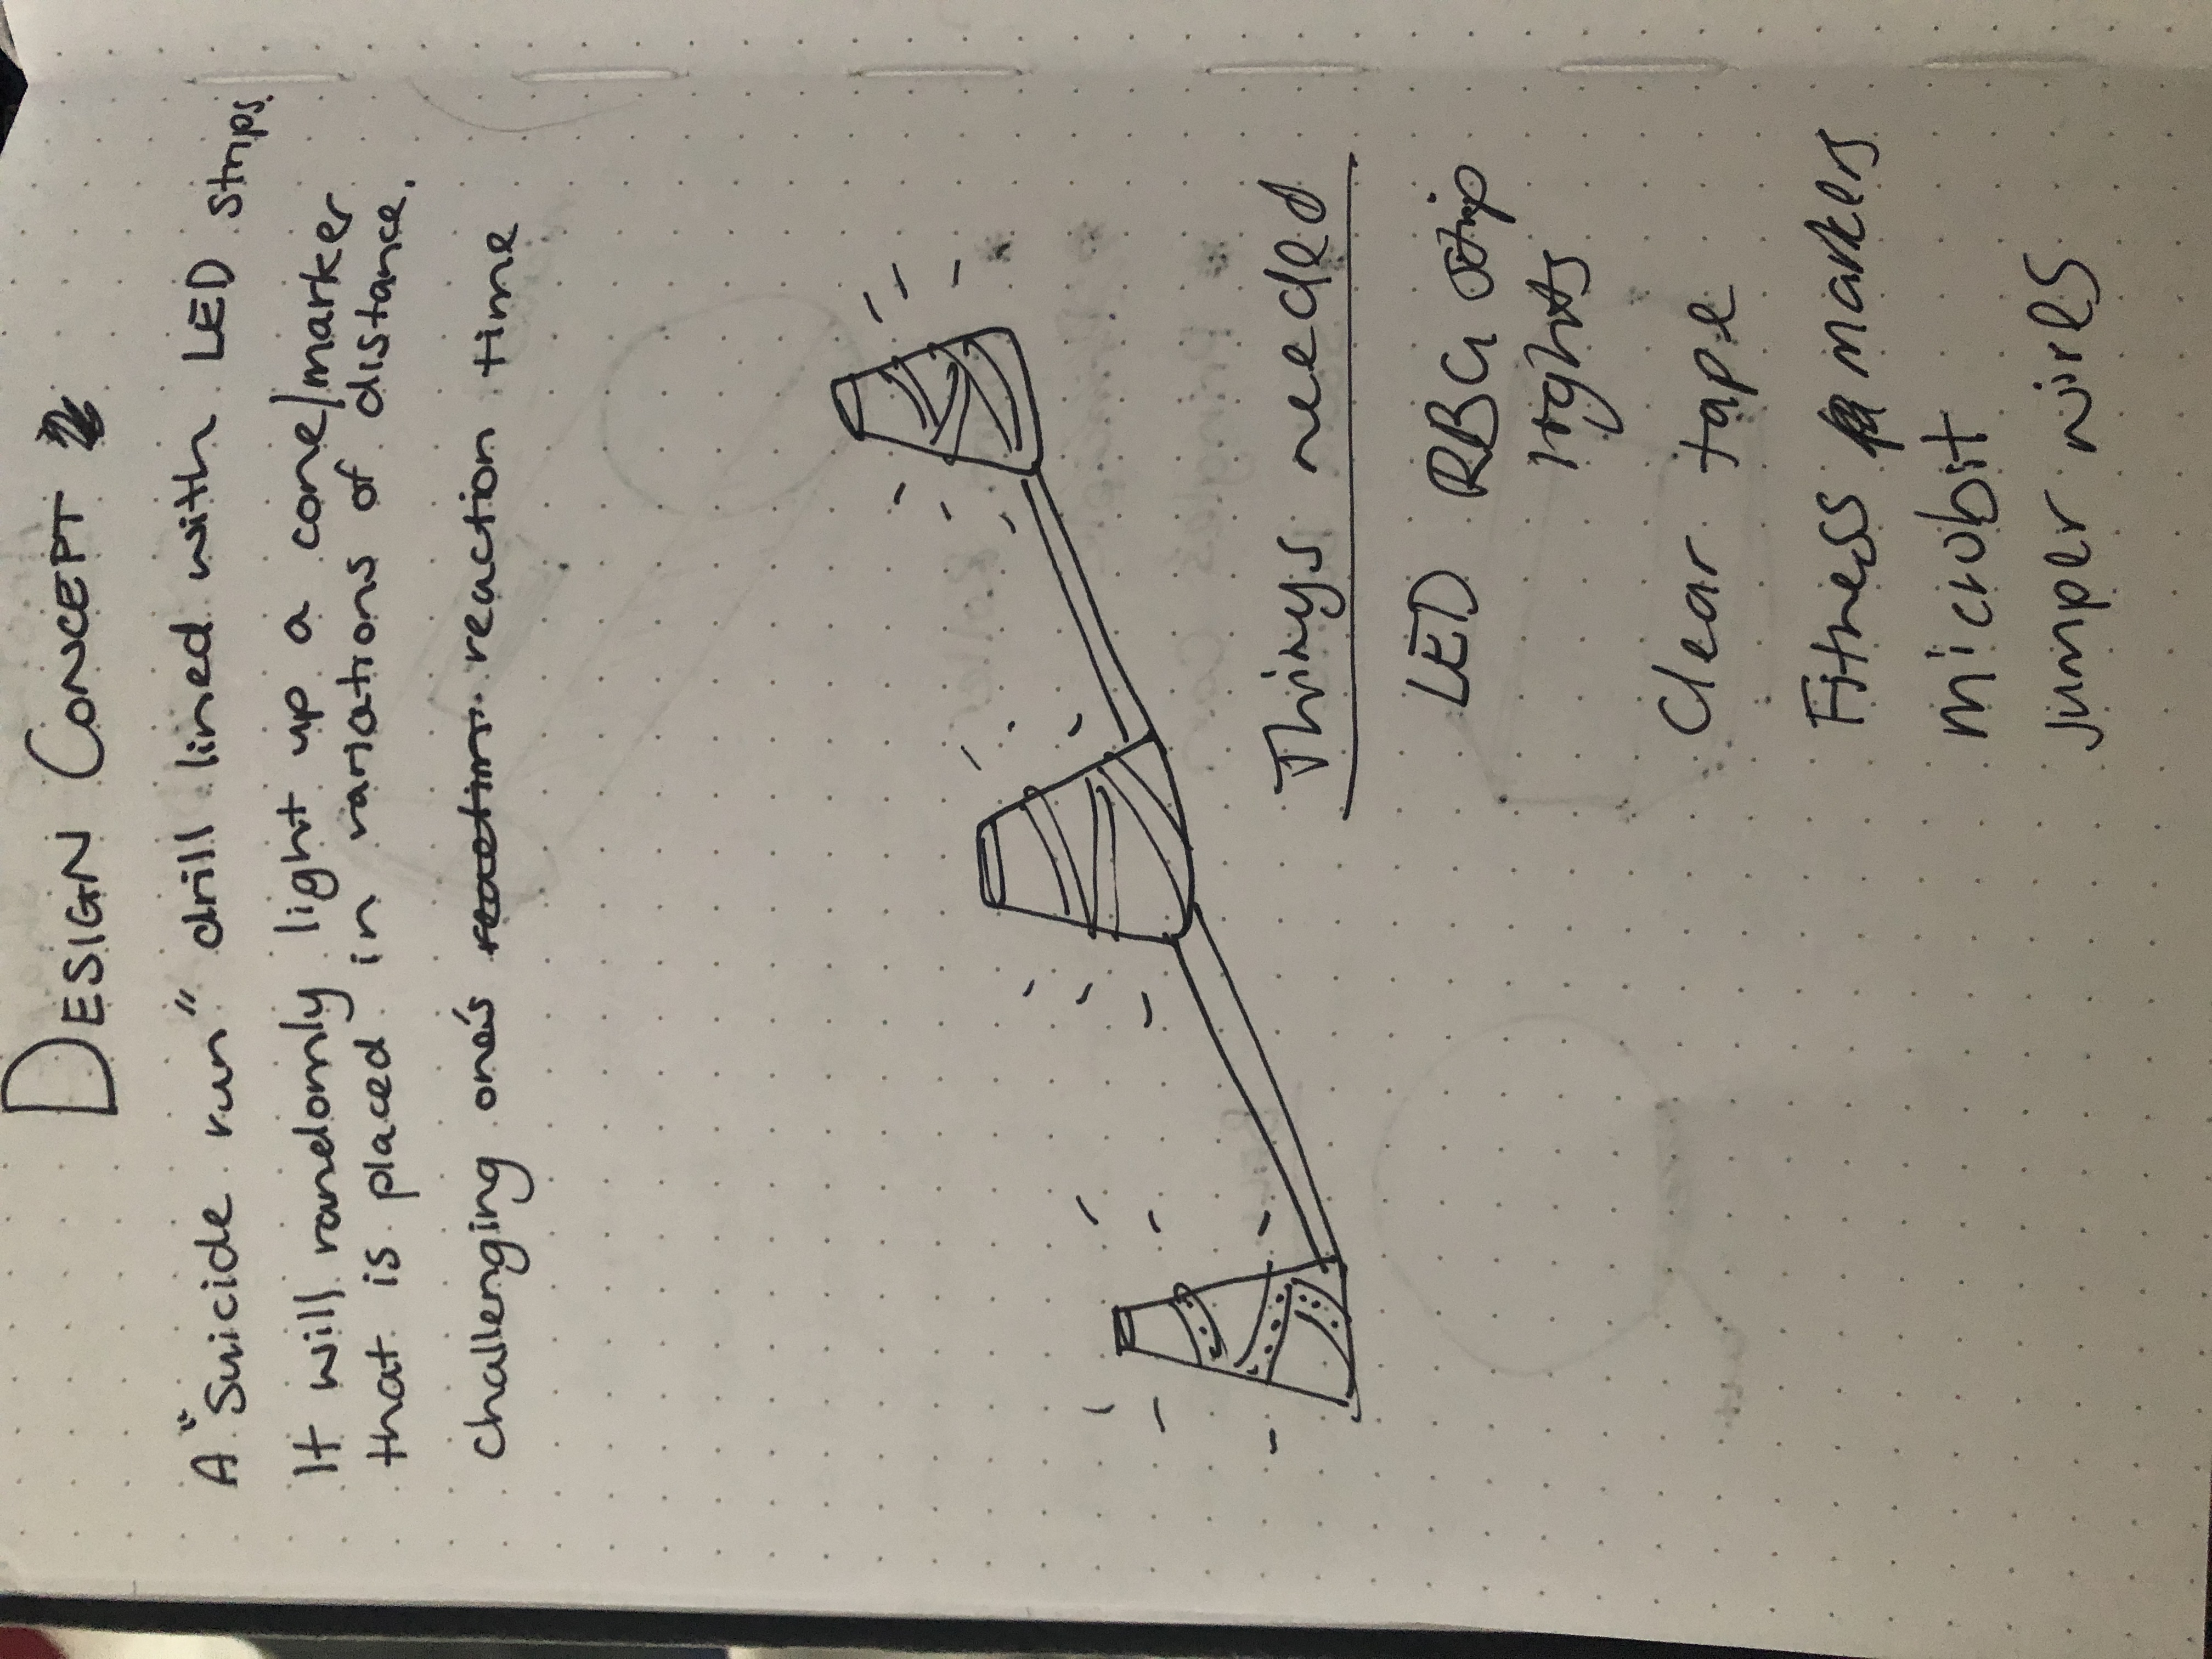 DESIGN CONCEPT
A "Suicide run" drill lined with LED strips.
It will randomly light up a cone/marker
that is placed in variations of distance.
Challenging one's reaction time
Things needed
LED RBG strip
lights
Clear tape
Fitness markers
microbit
jumper wires